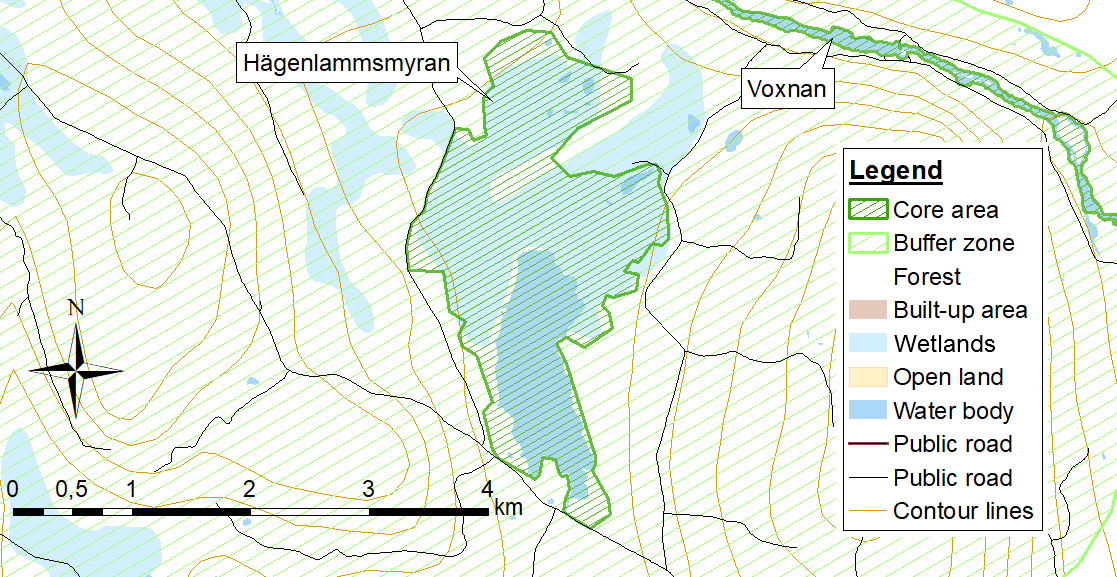 Hägenlammsmyran
Voxnan
Legend
Core area
Buffer zone
Forest
Built-up area
Wetlands
Open land
Water body
Public road
Public road
Contour lines
N
0 0,5 1 2 3 4
km